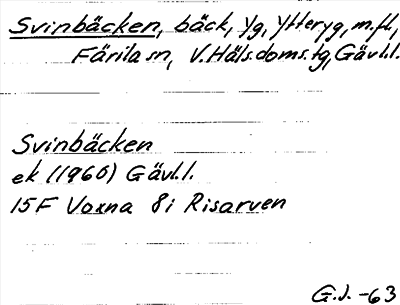 Svinbäcken, bäck, Yg, Ytteryg, m.fl.,
Färila sn, V.Häls.doms.tg, Gävl.l.
Svinbäcken
ek (1960) Gävl.l.
15F Voxna 8i Risarven
G.J. -63